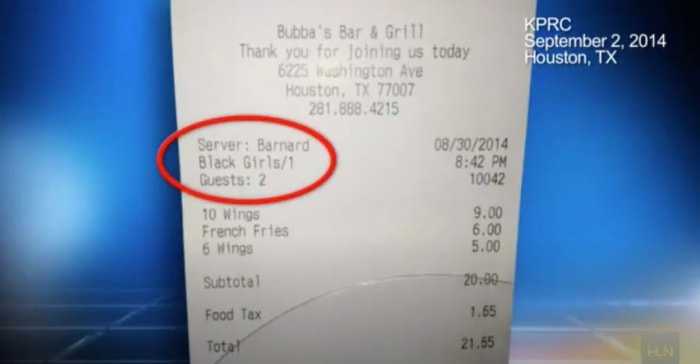 KPRC
September 2, 2014
Houston, TX
Bubba's Bar & Grill
Thank you for joining us today
6225 Washington Ave
Houston, TX 77007
281.888.4215
Server: Barnard 08/30/2014
Black Girls/1 8:42 PM
Guests: 2 10042
10 Wings 9.00
French Fries 6.00
6 Wings 5.00
Subtotal 20.00
Food Tax 1.65
Total 21.65
HLN